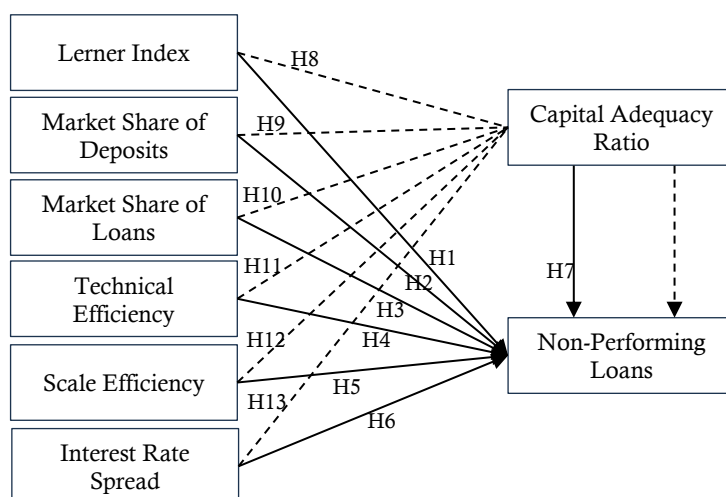 Lerner Index
Market Share of
Deposits
Market Share of
Loans
Technical
Efficiency
Scale Efficiency
Interest Rate
Spread
H8
H9
H10
H11
H12
H13
H1
H2
H3
H4
H5
H6
Capital Adequacy
Ratio
H7
Non-Performing
Loans